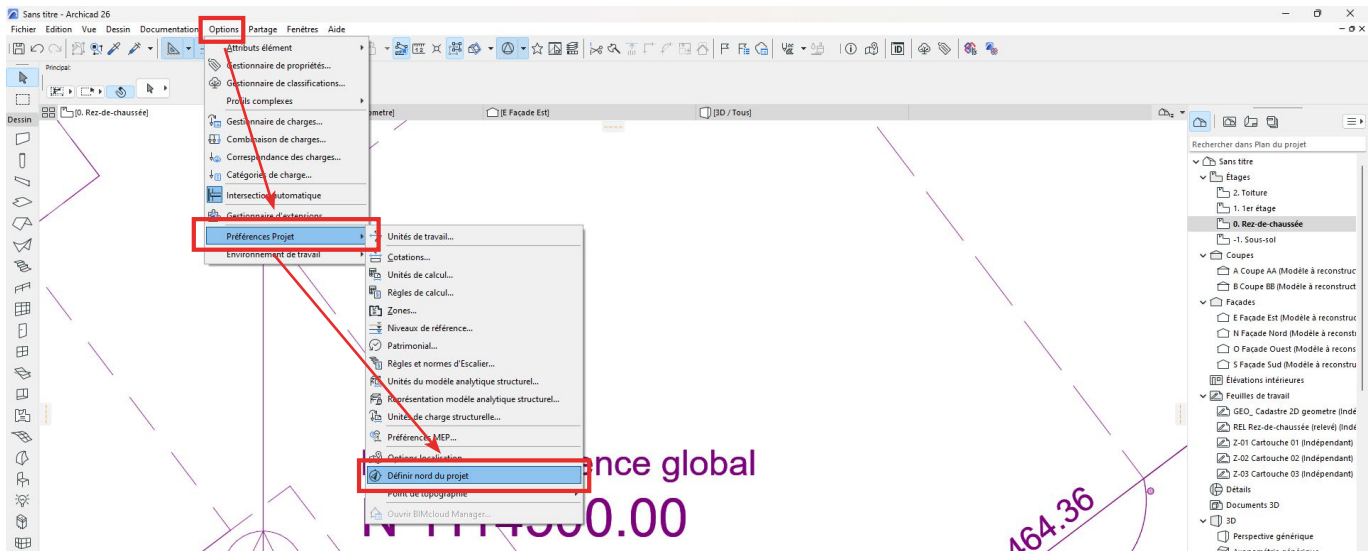 Sans titre - Archicad 26
Fichier Edition Vue Dessin Documentation Options Partage Fenêtres Aide
Principal:
[0. Rez-de-chaussée]
ometre]
[E Façade Est]
[3D / Tous]
Dessin
Attributs élément
Gestionnaire de propriétés...
Gestionnaire de classifications...
Profils complexes
Gestionnaire de charges...
Combinaison de charges...
Correspondance des charges...
Catégories de charge...
Intersection automatique
Gestionnaire d'extensions...
Préférences Projet
Environnement de travail
Unités de travail...
Cotations...
Unités de calcul...
Règles de calcul...
Zones...
Niveaux de référence...
Patrimonial...
Règles et normes d'Escalier...
Unités du modèle analytique structurel...
Représentation modèle analytique structurel...
Unités de charge structurelle...
Préférences MEP...
Options localisation...
Définir nord du projet
Point de topographie
Ouvrir BIMcloud Manager...
ence global
464.36
Rechercher dans Plan du projet
Sans titre
Étages
2. Toiture
1. 1er étage
0. Rez-de-chaussée
-1. Sous-sol
Coupes
A Coupe AA (Modèle à reconstruct
B Coupe BB (Modèle à reconstruct
Façades
E Façade Est (Modèle à reconstruc
N Façade Nord (Modèle à reconstr
O Façade Ouest (Modèle à recons
S Façade Sud (Modèle à reconstru
Élévations intérieures
Feuilles de travail
GEO_ Cadastre 2D geometre (Indé
REL Rez-de-chaussée (relevé) (Indé
Z-01 Cartouche 01 (Indépendant)
Z-02 Cartouche 02 (Indépendant)
Z-03 Cartouche 03 (Indépendant)
Détails
Documents 3D
3D
Perspective générique
Axonométrie générique